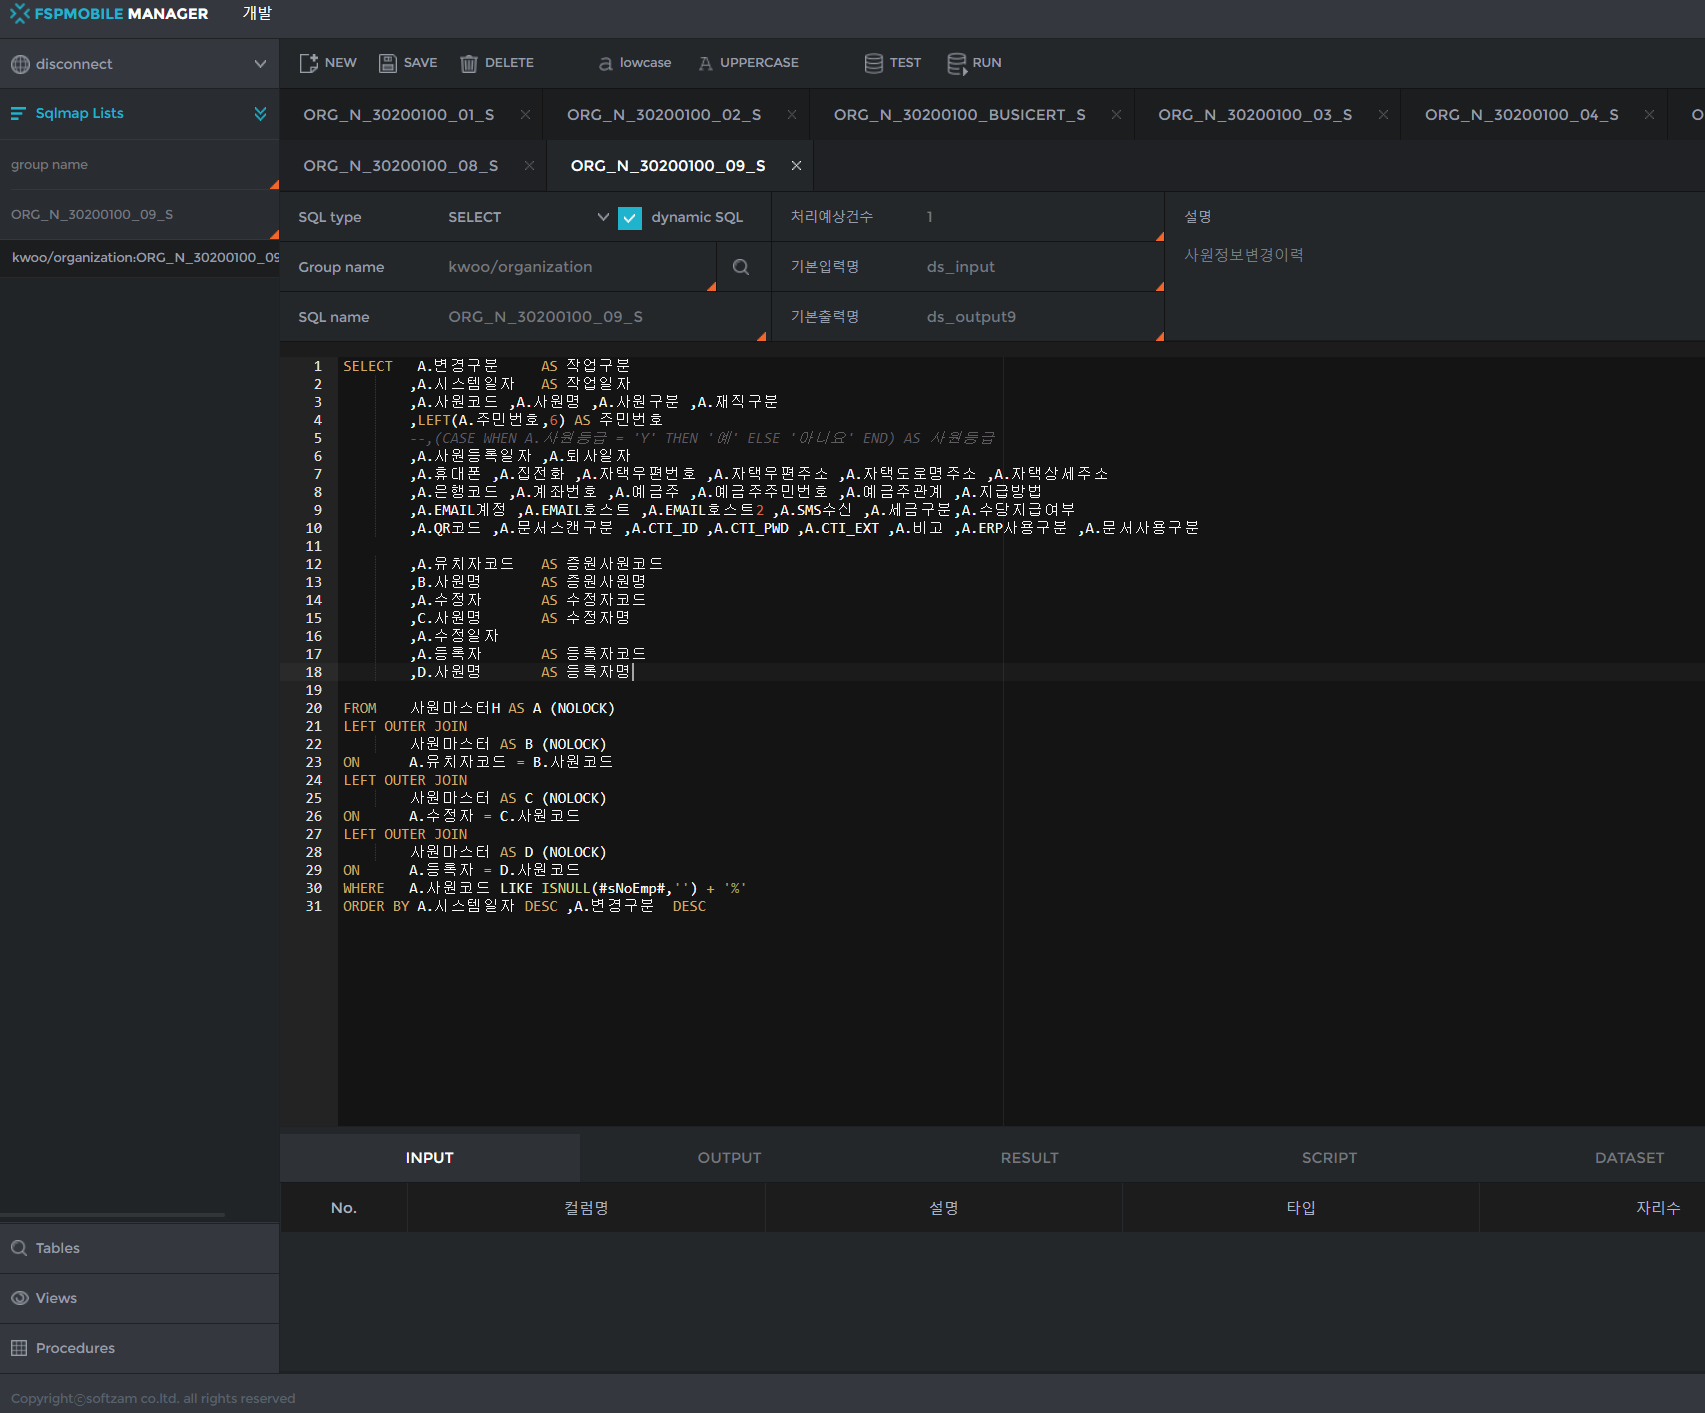 FSPMOBILE MANAGER 개발
disconnect
NEW SAVE DELETE a lowcase A UPPERCASE TEST RUN
Sqlmap Lists
ORG_N_30200100_01_S ORG_N_30200100_02_S ORG_N_30200100_BUSICERT_S ORG_N_30200100_03_S ORG_N_30200100_04_S O
group name
ORG_N_30200100_08_S ORG_N_30200100_09_S
ORG_N_30200100_09_S
kwoo/organization:ORG_N_30200100_09
SQL type SELECT dynamic SQL 처리예상건수 1 설명
사원정보변경이력
Group name kwoo/organization 기본입력명 ds_input
SQL name ORG_N_30200100_09_S 기본출력명 ds_output9
1 SELECT A.변경구분 AS 작업구분
2 ,A.시스템일자 AS 작업일자
3 ,A.사원코드 ,A.사원명 ,A.사원구분 ,A.재직구분
4 ,LEFT(A.주민번호,6) AS 주민번호
5 --,(CASE WHEN A.사원등급 = 'Y' THEN '예' ELSE '아니요' END) AS 사원등급
6 ,A.사원등록일자 ,A.퇴사일자
7 ,A.휴대폰 ,A.집전화 ,A.자택우편번호 ,A.자택우편주소 ,A.자택도로명주소 ,A.자택상세주소
8 ,A.은행코드 ,A.계좌번호 ,A.예금주 ,A.예금주주민번호 ,A.예금주관계 ,A.지급방법
9 ,A.EMAIL계정 ,A.EMAIL호스트 ,A.EMAIL호스트2 ,A.SMS수신 ,A.세금구분,A.수당지급여부
10 ,A.QR코드 ,A.문서스캔구분 ,A.CTI_ID ,A.CTI_PWD ,A.CTI_EXT ,A.비고 ,A.ERP사용구분 ,A.문서사용구분
11
12 ,A.유치자코드 AS 증원사원코드
13 ,B.사원명 AS 증원사원명
14 ,A.수정자 AS 수정자코드
15 ,C.사원명 AS 수정자명
16 ,A.수정일자
17 ,A.등록자 AS 등록자코드
18 ,D.사원명 AS 등록자명
19
20 FROM 사원마스터H AS A (NOLOCK)
21 LEFT OUTER JOIN
22 사원마스터 AS B (NOLOCK)
23 ON A.유치자코드 = B.사원코드
24 LEFT OUTER JOIN
25 사원마스터 AS C (NOLOCK)
26 ON A.수정자 = C.사원코드
27 LEFT OUTER JOIN
28 사원마스터 AS D (NOLOCK)
29 ON A.등록자 = D.사원코드
30 WHERE A.사원코드 LIKE ISNULL(#sNoEmp#,'') + '%'
31 ORDER BY A.시스템일자 DESC ,A.변경구분 DESC
INPUT OUTPUT RESULT SCRIPT DATASET
No. 컬럼명 설명 타입 자리수
Tables
Views
Procedures
Copyrightⓒsoftzam co.ltd. all rights reserved